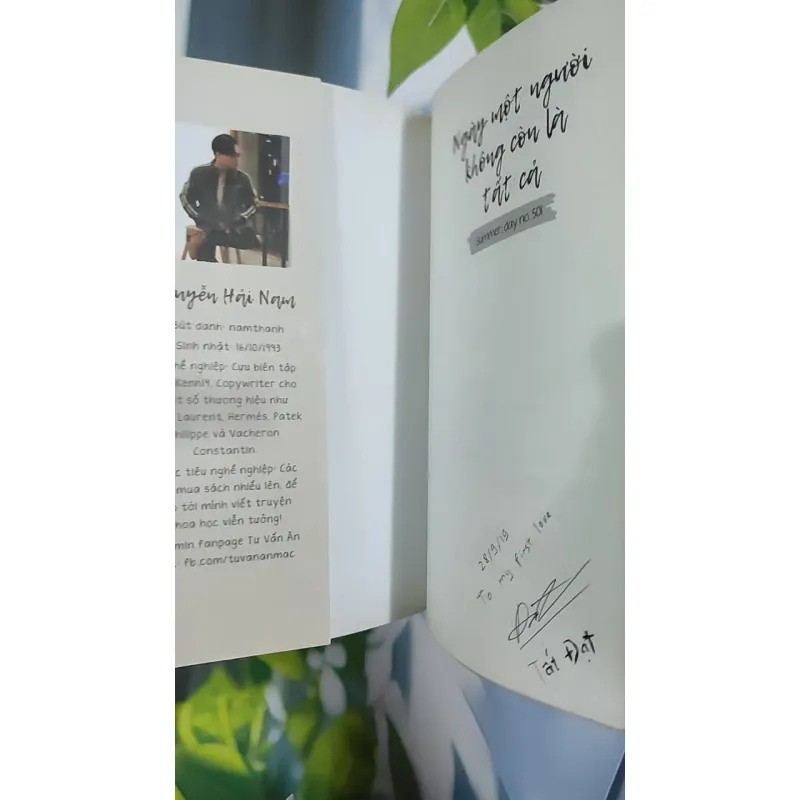 uyễn Hải Nam
Bút danh: namthanh
Sinh nhật: 16/10/1993
hề nghiệp: Cựu biên tập
Kenh14, Copywriter cho
t số thương hiệu như
Laurent, Hermés, Patek
hilippe, và Vacheron
Constantin.
c tiêu nghề nghiệp: Các
mua sách nhiều lên, để
tới mình viết truyện
hoa học viễn tưởng!
min fanpage Tư Vấn Ăn
: fb.com/tuvananmac
Ngày một người
không còn là
tất cả
summer: day no. 501
28/9/19
To my first love
Đạt
Tất Đạt